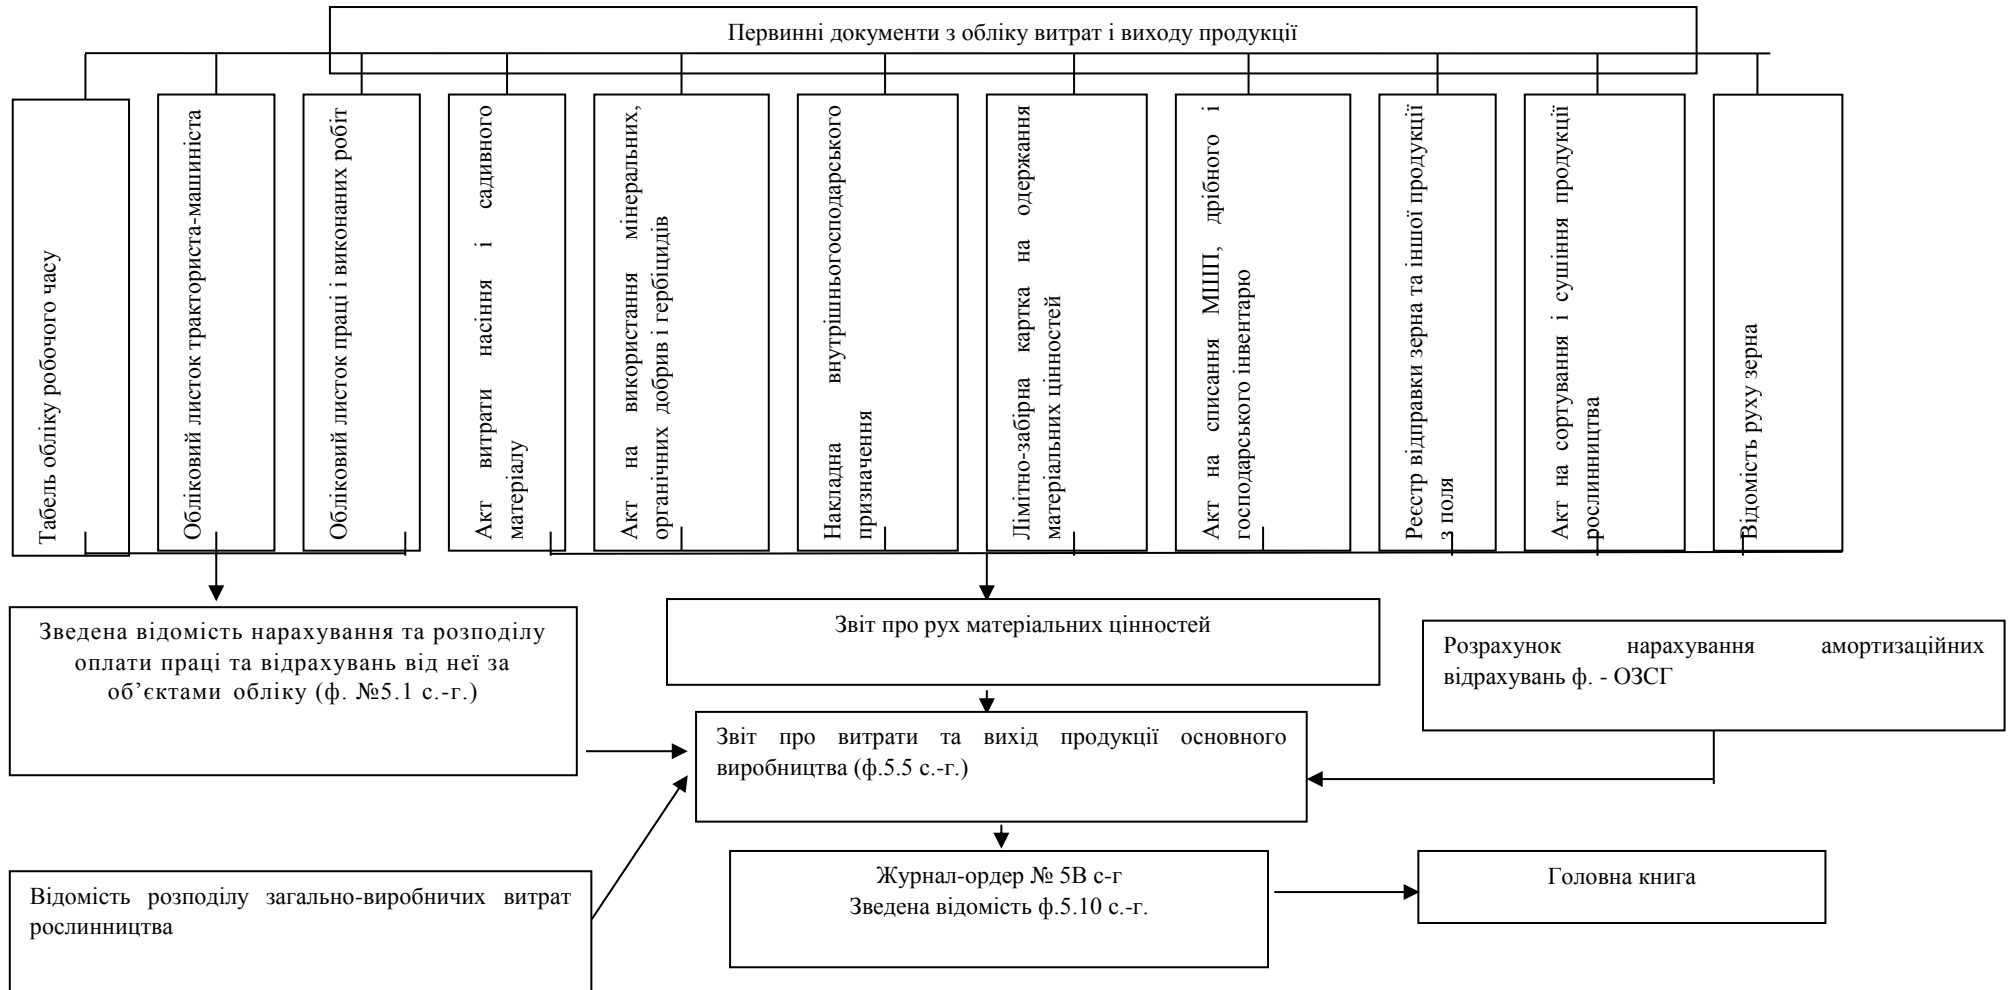 Первинні документи з обліку витрат і виходу продукції
Табель обліку робочого часу
Обліковий листок тракториста-машиніста
Обліковий листок праці і виконаних робіт
Акт витрати насіння і садивного
матеріалу
Акт на використання мінеральних,
органічних добрив і гербіцидів
Накладна внутрішньогосподарського
призначення
Лімітно-забірна картка на одержання
матеріальних цінностей
Акт на списання МШП, дрібного і
господарського інвентарю
Реєстр відправки зерна та іншої продукції
з поля
Акт на сортування і сушіння продукції
рослинництва
Відомість руху зерна
Зведена відомість нарахування та розподілу
оплати праці та відрахувань від неї за
об’єктами обліку (ф. №5.1 с.-г.)
Звіт про рух матеріальних цінностей
Розрахунок нарахування амортизаційних
відрахувань ф. - ОЗСГ
Звіт про витрати та вихід продукції основного
виробництва (ф.5.5 с.-г.)
Відомість розподілу загально-виробничих витрат
рослинництва
Журнал-ордер № 5В с-г
Зведена відомість ф.5.10 с.-г.
Головна книга